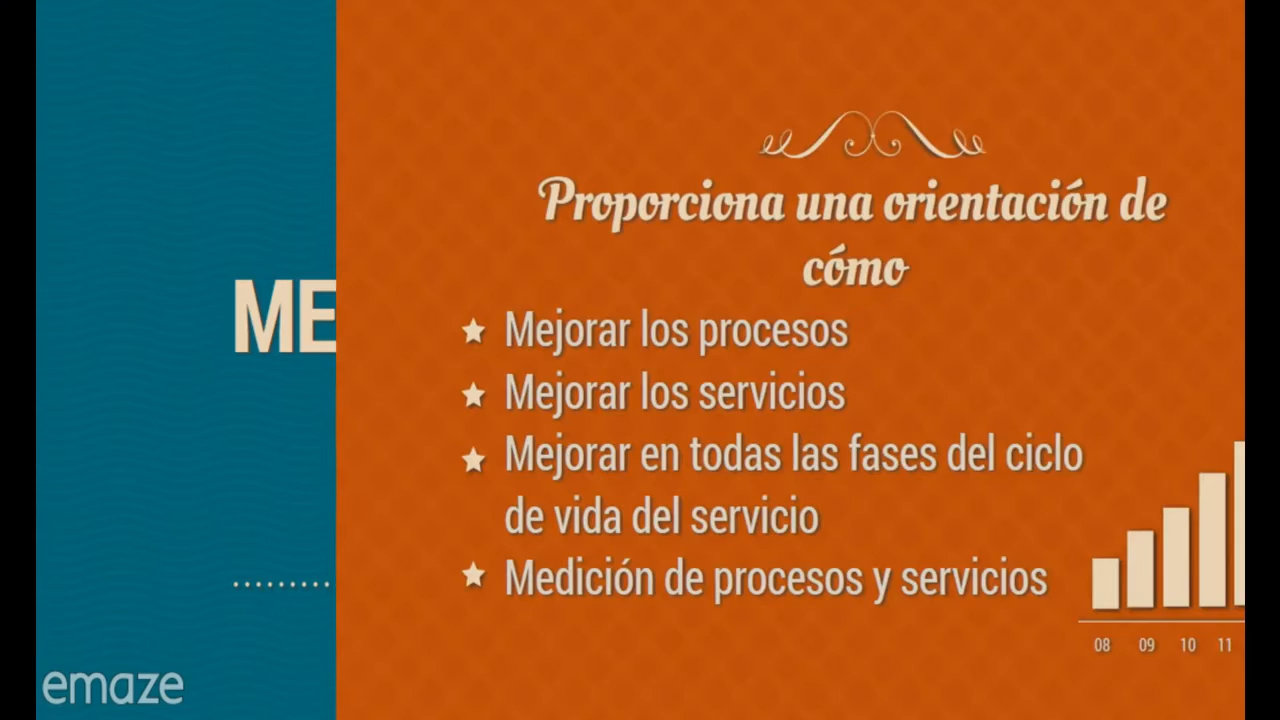 ME
Proporciona una orientación de
cómo
Mejorar los procesos
Mejorar los servicios
Mejorar en todas las fases del ciclo
de vida del servicio
Medición de procesos y servicios
08 09 10 11
emaze